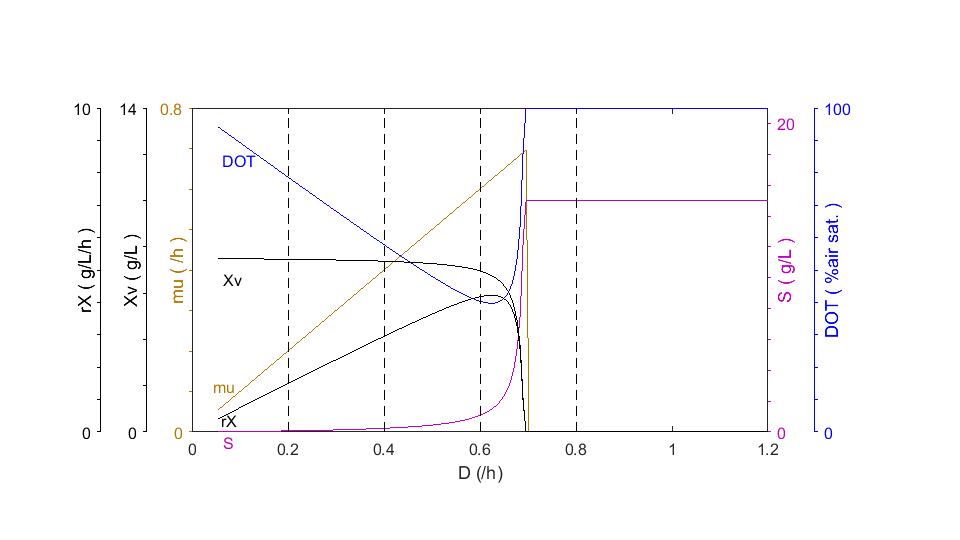 10
14
0.8
20
100
DOT
Xv
mu
rX
S
rX ( g/L/h )
Xv ( g/L )
mu ( /h )
S ( g/L )
DOT ( %air sat. )
0
0
0
0
0
0 0.2 0.4 0.6 0.8 1 1.2
D (/h)